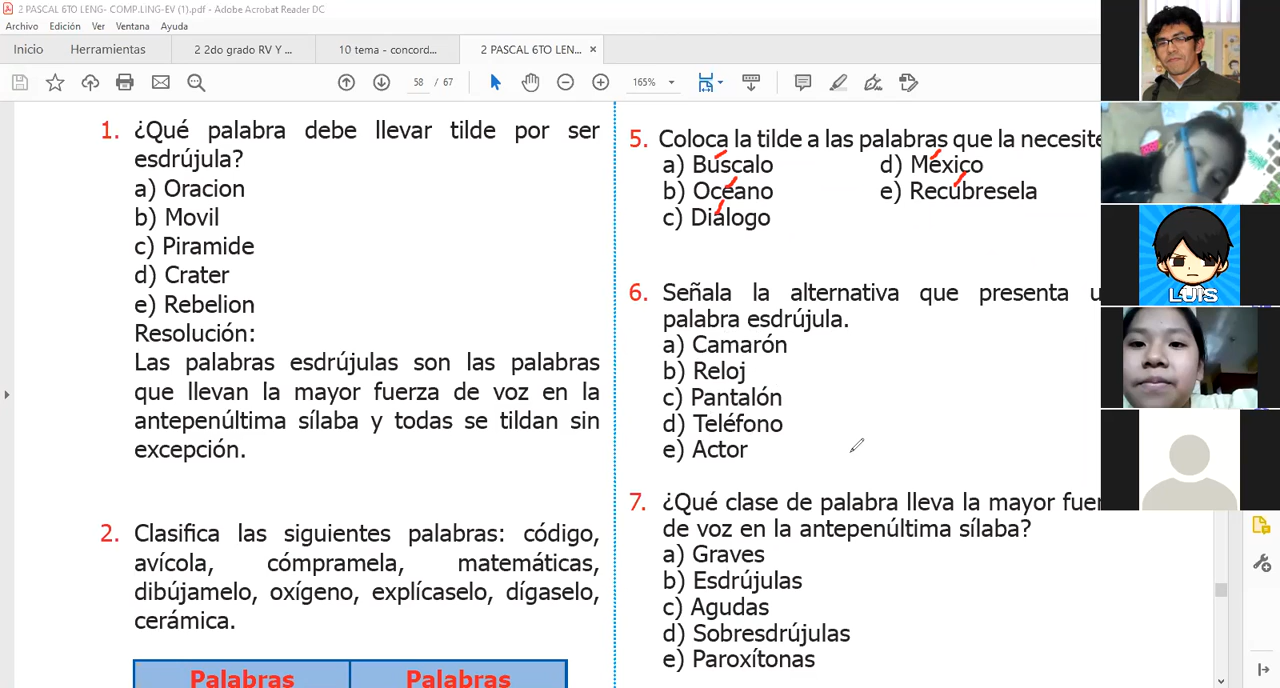 2 PASCAL 6TO LENG- COMP.LING-EV (1).pdf - Adobe Acrobat Reader DC
Archivo Edición Ver Ventana Ayuda
Inicio Herramientas 2 2do grado RV Y ... 10 tema - concord... 2 PASCAL 6TO LEN... ×
58 / 67 165%
1. ¿Qué palabra debe llevar tilde por ser
esdrújula?
a) Oracion
b) Movil
c) Piramide
d) Crater
e) Rebelion
Resolución:
Las palabras esdrújulas son las palabras
que llevan la mayor fuerza de voz en la
antepenúltima sílaba y todas se tildan sin
excepción.
2. Clasifica las siguientes palabras: código,
avícola, cómpramela, matemáticas,
dibújamelo, oxígeno, explícaselo, dígaselo,
cerámica.
Palabras Palabras
5. Coloca la tilde a las palabras que la necesite
a) Búscalo d) México
b) Océano e) Recúbresela
c) Diálogo
6. Señala la alternativa que presenta u
palabra esdrújula.
a) Camarón
b) Reloj
c) Pantalón
d) Teléfono
e) Actor
7. ¿Qué clase de palabra lleva la mayor fuer
de voz en la antepenúltima sílaba?
a) Graves
b) Esdrújulas
c) Agudas
d) Sobresdrújulas
e) Paroxítonas
LUIS